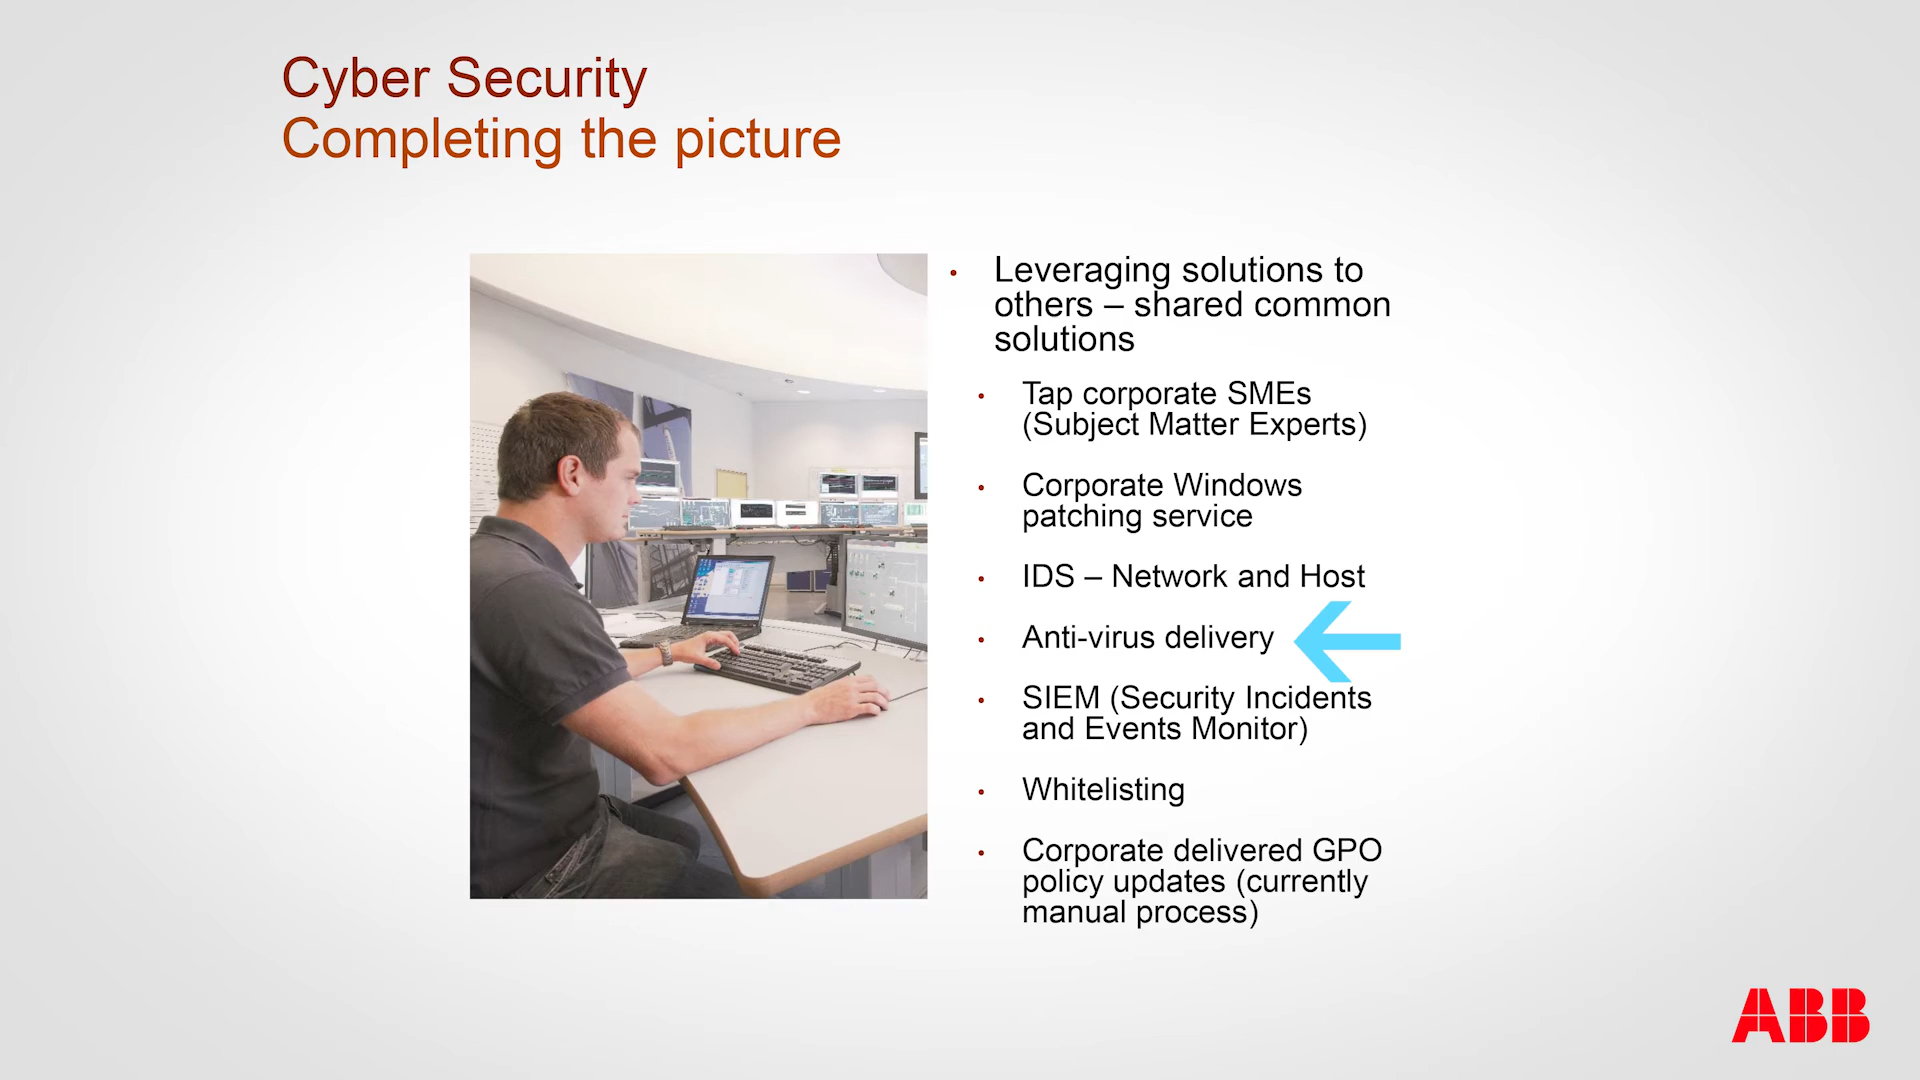 Cyber Security
Completing the picture
• Leveraging solutions to
others – shared common
solutions
• Tap corporate SMEs
(Subject Matter Experts)
• Corporate Windows
patching service
• IDS – Network and Host
• Anti-virus delivery
• SIEM (Security Incidents
and Events Monitor)
• Whitelisting
• Corporate delivered GPO
policy updates (currently
manual process)
ABB